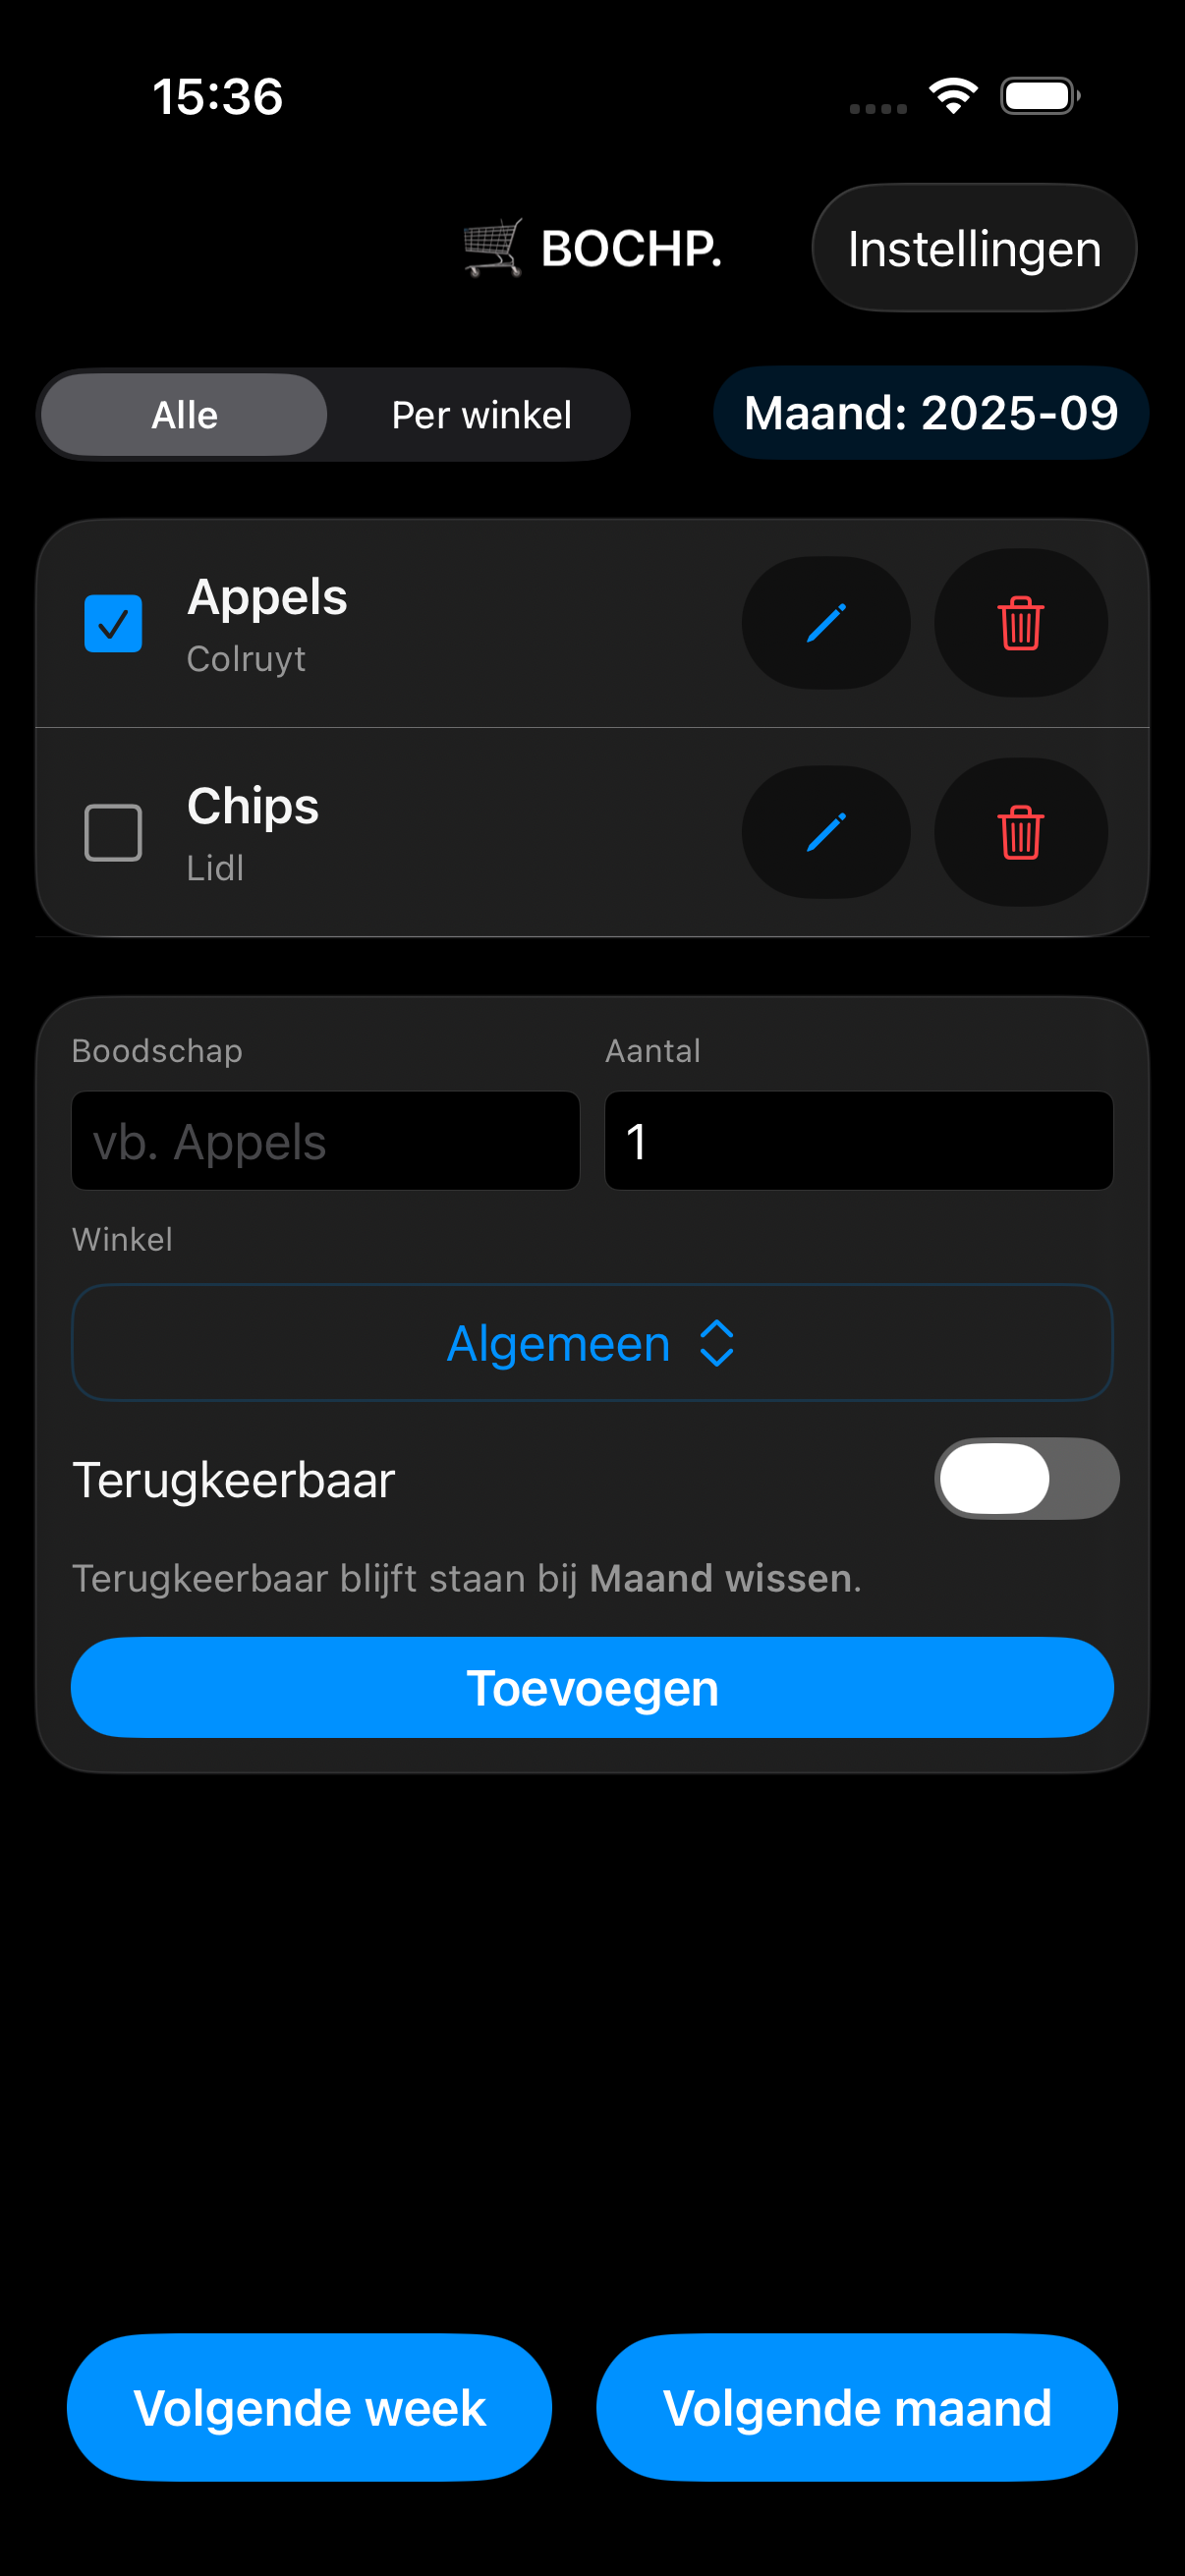 15:36
🛒 BOCHP.
Instellingen
Alle
Per winkel
Maand: 2025-09
Appels
Colruyt
Chips
Lidl
Boodschap
Aantal
vb. Appels
1
Winkel
Algemeen
Terugkeerbaar
Terugkeerbaar blijft staan bij Maand wissen.
Toevoegen
Volgende week
Volgende maand